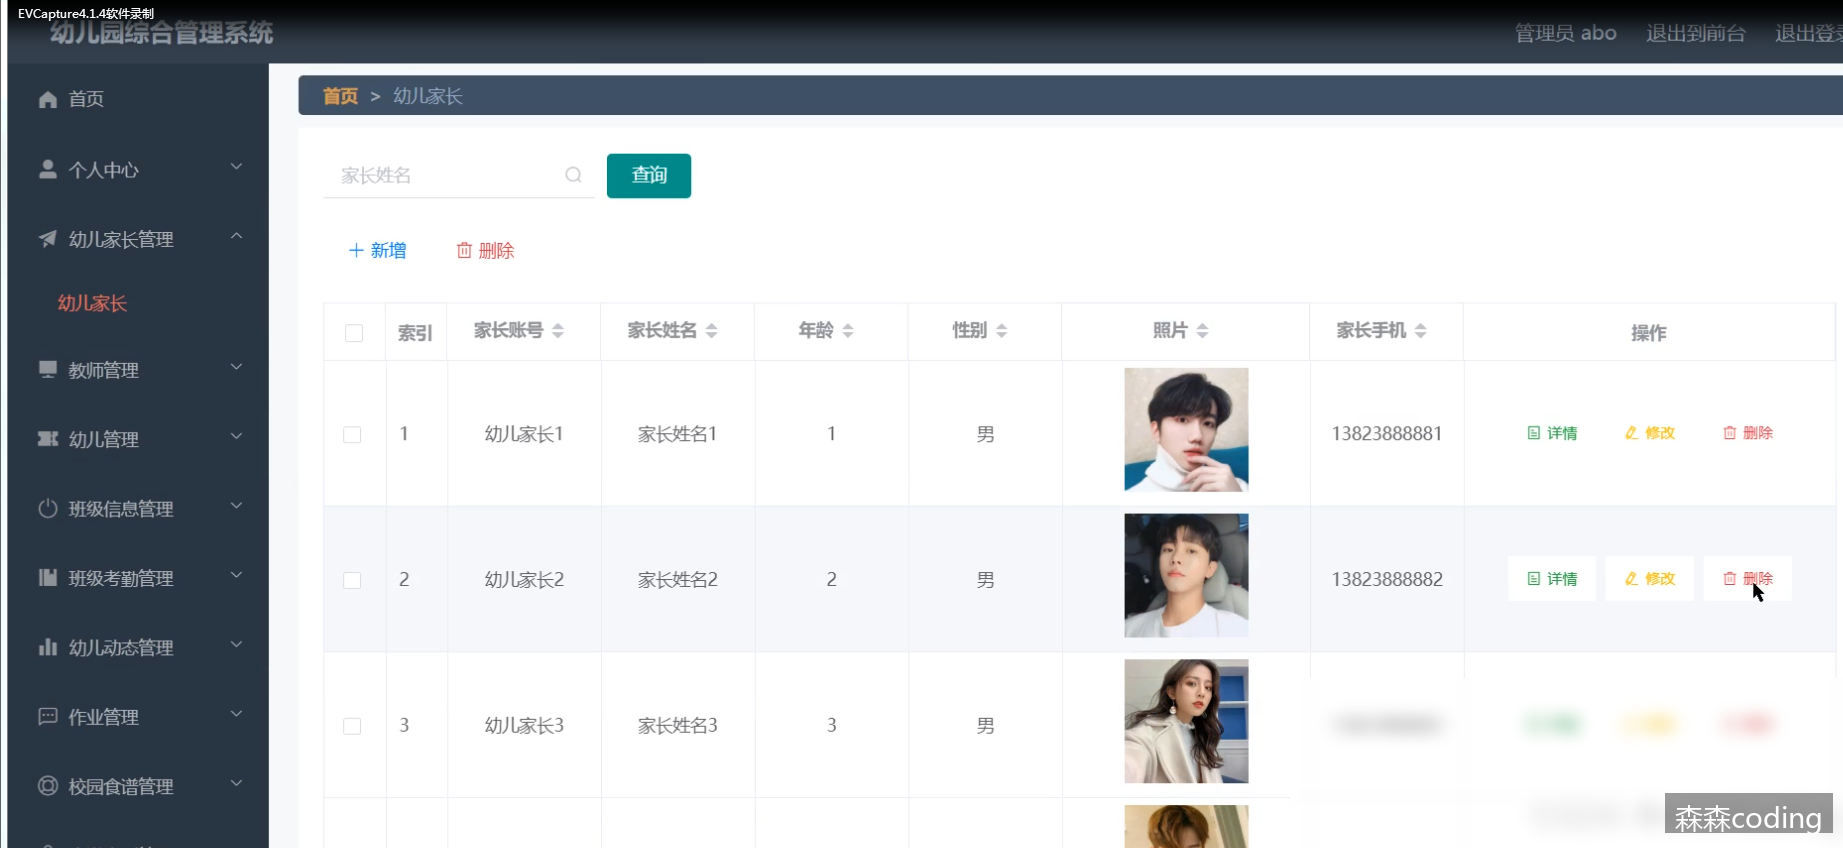 EVCapture4.1.4软件录制
幼儿园综合管理系统
管理员 abo 退出到前台 退出登录
首页
个人中心
幼儿家长管理
幼儿家长
教师管理
幼儿管理
班级信息管理
班级考勤管理
幼儿动态管理
作业管理
校园食谱管理
首页 > 幼儿家长
家长姓名 查询
新增 删除
索引 家长账号 家长姓名 年龄 性别 照片 家长手机 操作
1 幼儿家长1 家长姓名1 1 男 13823888881 详情 修改 删除
2 幼儿家长2 家长姓名2 2 男 13823888882 详情 修改 删除
3 幼儿家长3 家长姓名3 3 男
森森coding